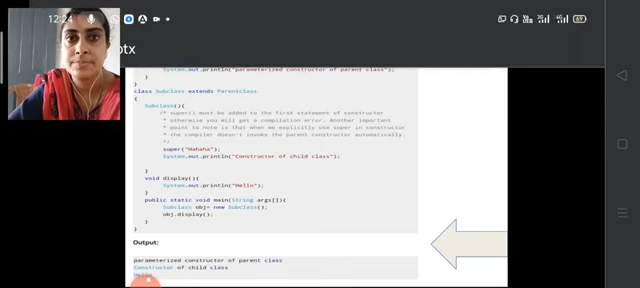 12:24
69
ptx
System.out.println("parameterized constructor of parent class");
}
}
class Subclass extends Parentclass
{
Subclass(){
/* super() must be added to the first statement of constructor
* otherwise you will get a compilation error. Another important
* point to note is that when we explicitly use super in constructor
* the compiler doesn't invoke the parent constructor automatically.
*/
super("Hahaha");
System.out.println("Constructor of child class");
}
void display(){
System.out.println("Hello");
}
public static void main(String args[]){
Subclass obj= new Subclass();
obj.display();
}
}
Output:
parameterized constructor of parent class
Constructor of child class
Hello